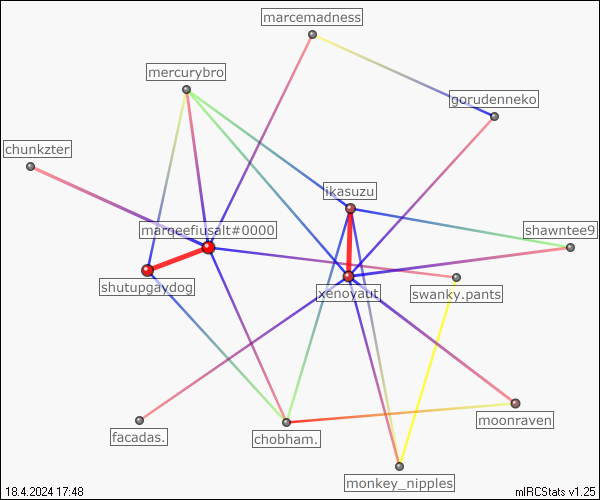 marcemadness
mercurybro
gorudenneko
chunkzter
ikasuzu
marqeefiusalt#0000
shawntee9
shutupgaydog
xenoyaut
swanky.pants
moonraven
facadas.
chobham.
monkey_nipples
18.4.2024 17:48
mIRCStats v1.25